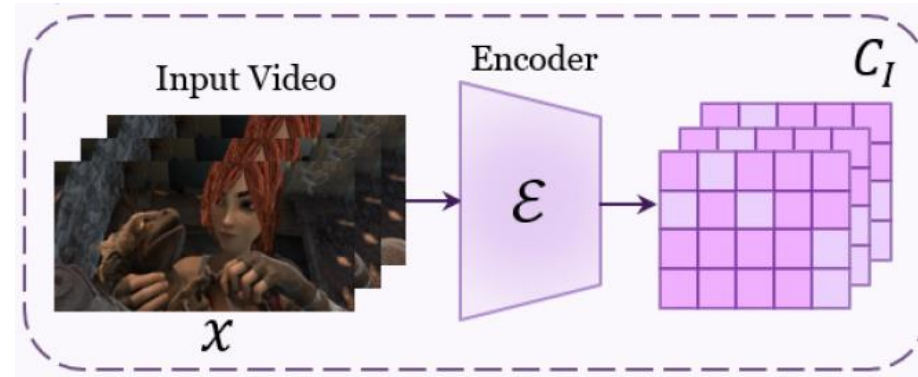 Input Video
Encoder
C_I
ℰ
x